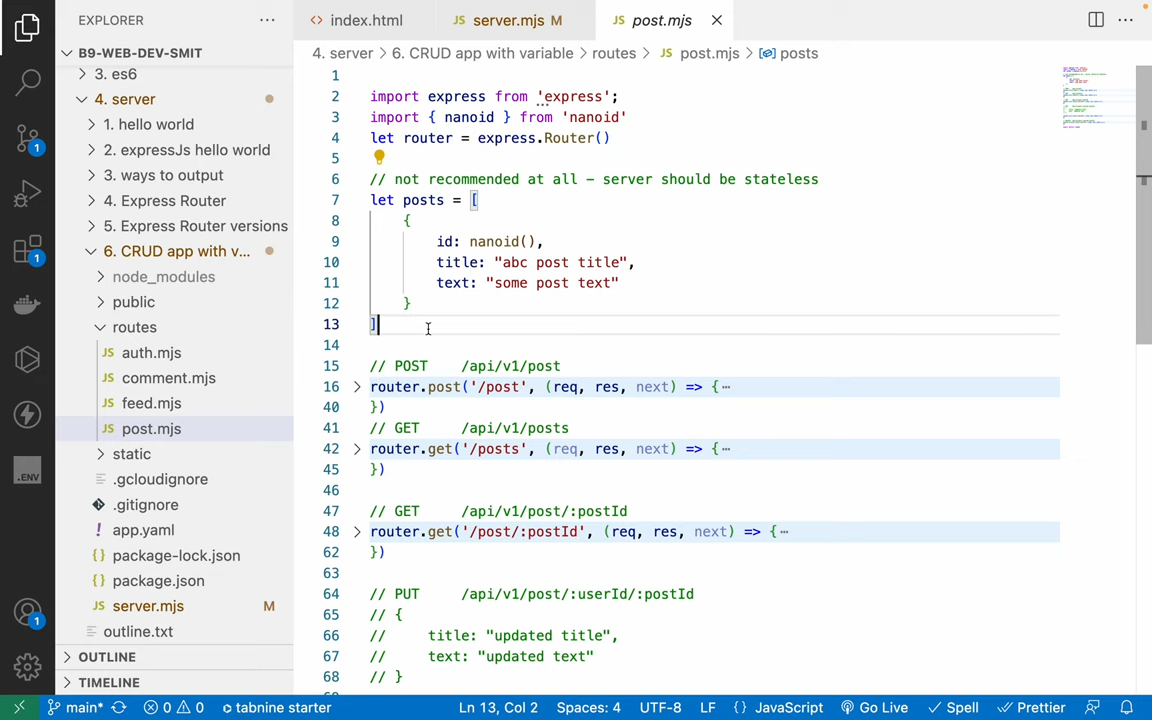 EXPLORER
B9-WEB-DEV-SMIT
3. es6
4. server
1. hello world
2. expressJs hello world
3. ways to output
4. Express Router
5. Express Router versions
6. CRUD app with v...
node_modules
public
routes
JS auth.mjs
JS comment.mjs
JS feed.mjs
JS post.mjs
static
.gcloudignore
.gitignore
! app.yaml
{} package-lock.json
{} package.json
JS server.mjs M
outline.txt
OUTLINE
TIMELINE
1
1
1
.ENV
<> index.html
JS server.mjs M
JS post.mjs
4. server > 6. CRUD app with variable > routes > JS post.mjs > posts
1
2 import express from 'express';
3 import { nanoid } from 'nanoid'
4 let router = express.Router()
5
6 // not recommended at all - server should be stateless
7 let posts = [
8 {
9 id: nanoid(),
10 title: "abc post title",
11 text: "some post text"
12 }
13 ]
14
15 // POST /api/v1/post
16 router.post('/post', (req, res, next) => {⋯
40 })
41 // GET /api/v1/posts
42 router.get('/posts', (req, res, next) => {⋯
45 })
46
47 // GET /api/v1/post/:postId
48 router.get('/post/:postId', (req, res, next) => {⋯
62 })
63
64 // PUT /api/v1/post/:userId/:postId
65 // {
66 // title: "updated title",
67 // text: "updated text"
68 // }
main* 0 0 tabnine starter Ln 13, Col 2 Spaces: 4 UTF-8 LF {} JavaScript Go Live Spell Prettier